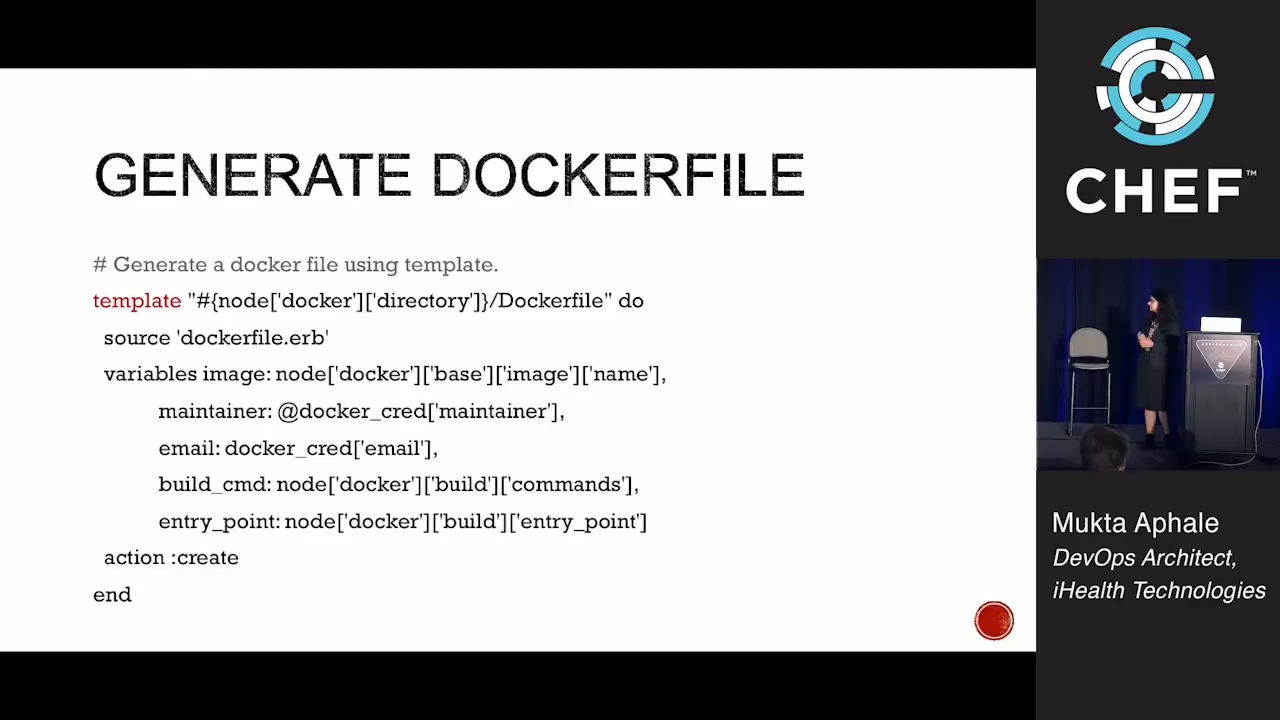 GENERATE DOCKERFILE
# Generate a docker file using template.
template "#{node['docker']['directory']}/Dockerfile" do
source 'dockerfile.erb'
variables image: node['docker']['base']['image']['name'],
maintainer: @docker_cred['maintainer'],
email: docker_cred['email'],
build_cmd: node['docker']['build']['commands'],
entry_point: node['docker']['build']['entry_point']
action :create
end
CHEF™
Mukta Aphale
DevOps Architect,
iHealth Technologies